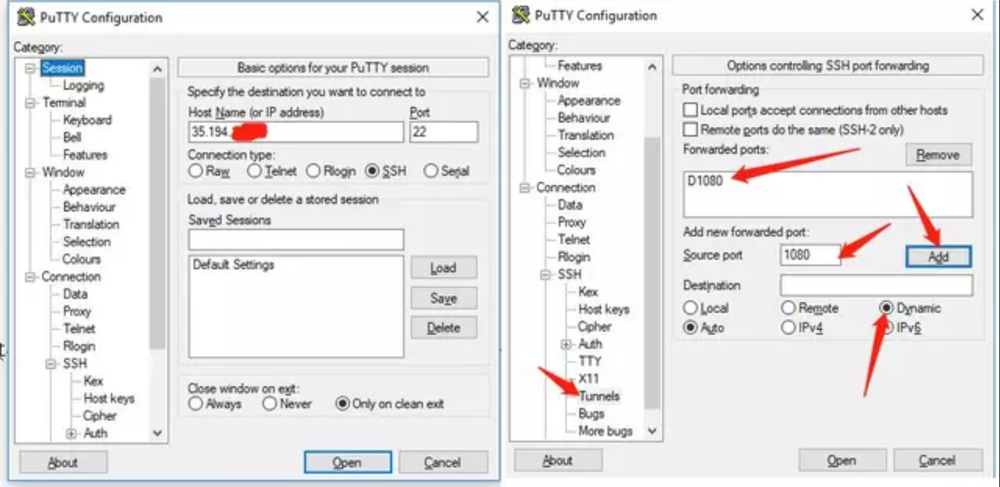 PuTTY Configuration
Category:
Session
Logging
Terminal
Keyboard
Bell
Features
Window
Appearance
Behaviour
Translation
Selection
Colours
Connection
Data
Proxy
Telnet
Rlogin
SSH
Kex
Host keys
Cipher
Auth
Basic options for your PuTTY session
Specify the destination you want to connect to
Host Name (or IP address) Port
35.194. 22
Connection type:
Raw Telnet Rlogin SSH Serial
Load, save or delete a stored session
Saved Sessions
Default Settings
Load
Save
Delete
Close window on exit:
Always Never Only on clean exit
About Open Cancel
PuTTY Configuration
Category:
Features
Window
Appearance
Behaviour
Translation
Selection
Colours
Connection
Data
Proxy
Telnet
Rlogin
SSH
Kex
Host keys
Cipher
Auth
TTY
X11
Tunnels
Bugs
More bugs
Options controlling SSH port forwarding
Port forwarding
Local ports accept connections from other hosts
Remote ports do the same (SSH-2 only)
Forwarded ports: Remove
D1080
Add new forwarded port:
Source port 1080 Add
Destination
Local Remote Dynamic
Auto IPv4 IPv6
About Open Cancel